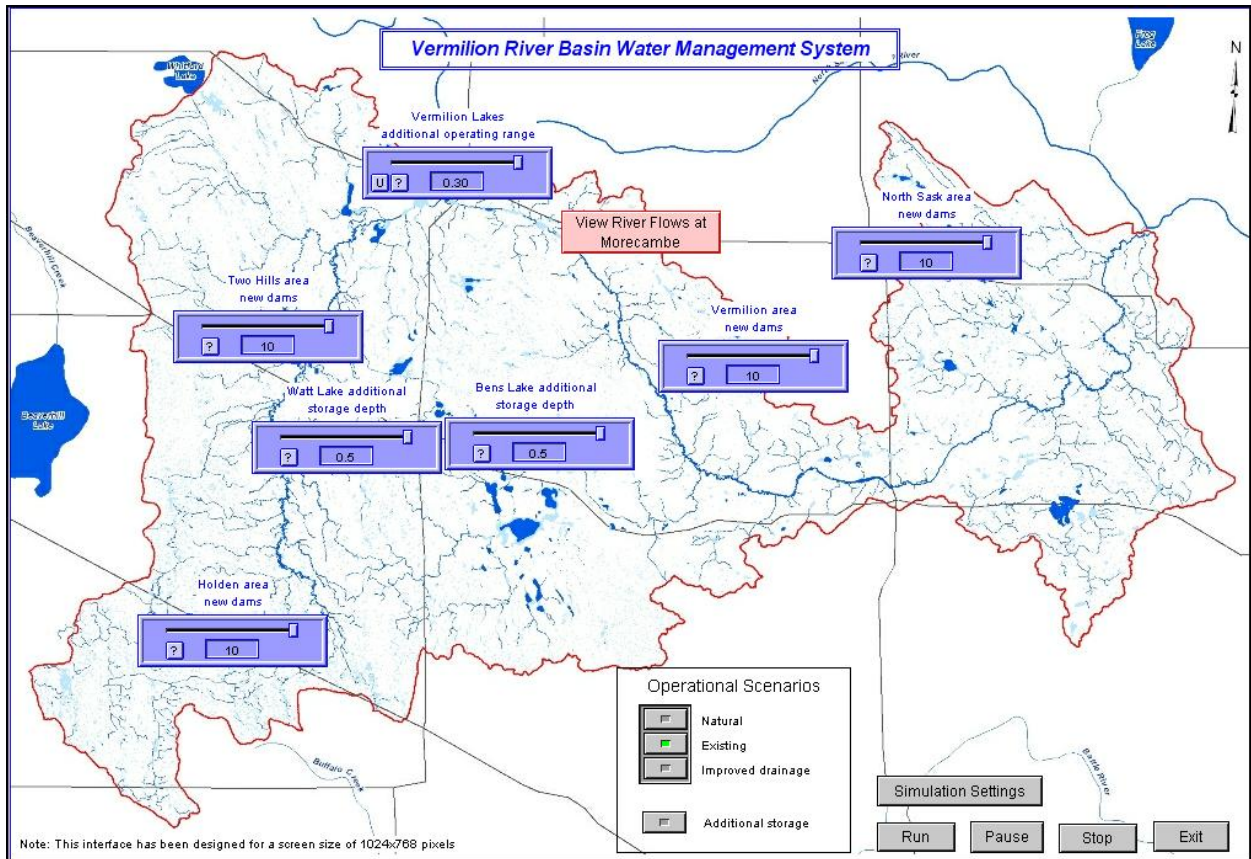 Vermilion River Basin Water Management System
Whitford
Lake
Frog
Lake
North Sas
River
N
Vermilion Lakes
additional operating range
U ? 0.30
North Sask area
new dams
? 10
View River Flows at
Morecambe
Beaverhill Creek
Two Hills area
new dams
? 10
Vermilion area
new dams
? 10
Watt Lake additional
storage depth
? 0.5
Bens Lake additional
storage depth
? 0.5
Beaverhill
Lake
Holden area
new dams
? 10
Operational Scenarios
Natural
Existing
Improved drainage
Additional storage
Buffalo Creek
Battle River
Simulation Settings
Run Pause Stop Exit
Note: This interface has been designed for a screen size of 1024x768 pixels